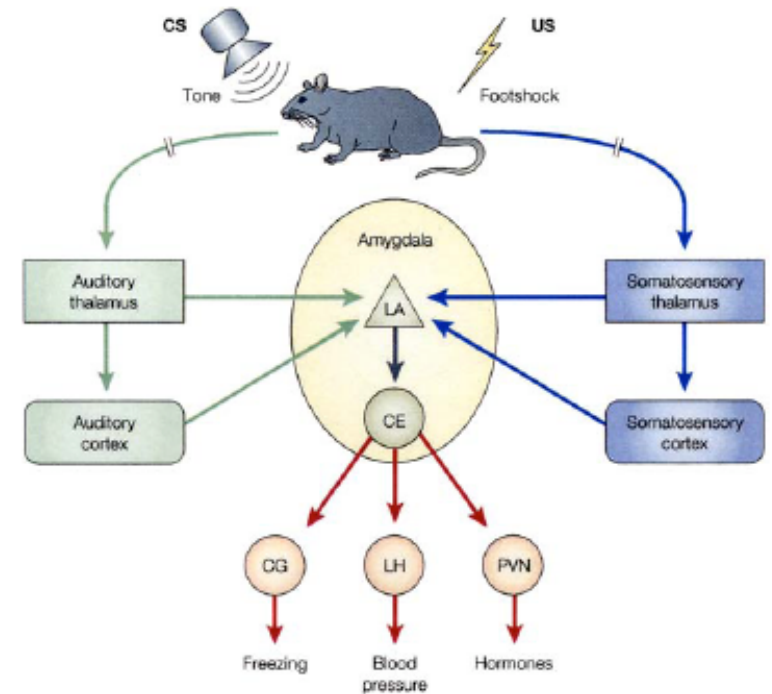 CS
US
Tone
Footshock
Amygdala
Auditory
thalamus
LA
Somatosensory
thalamus
Auditory
cortex
CE
Somatosensory
cortex
CG
LH
PVN
Freezing
Blood
pressure
Hormones